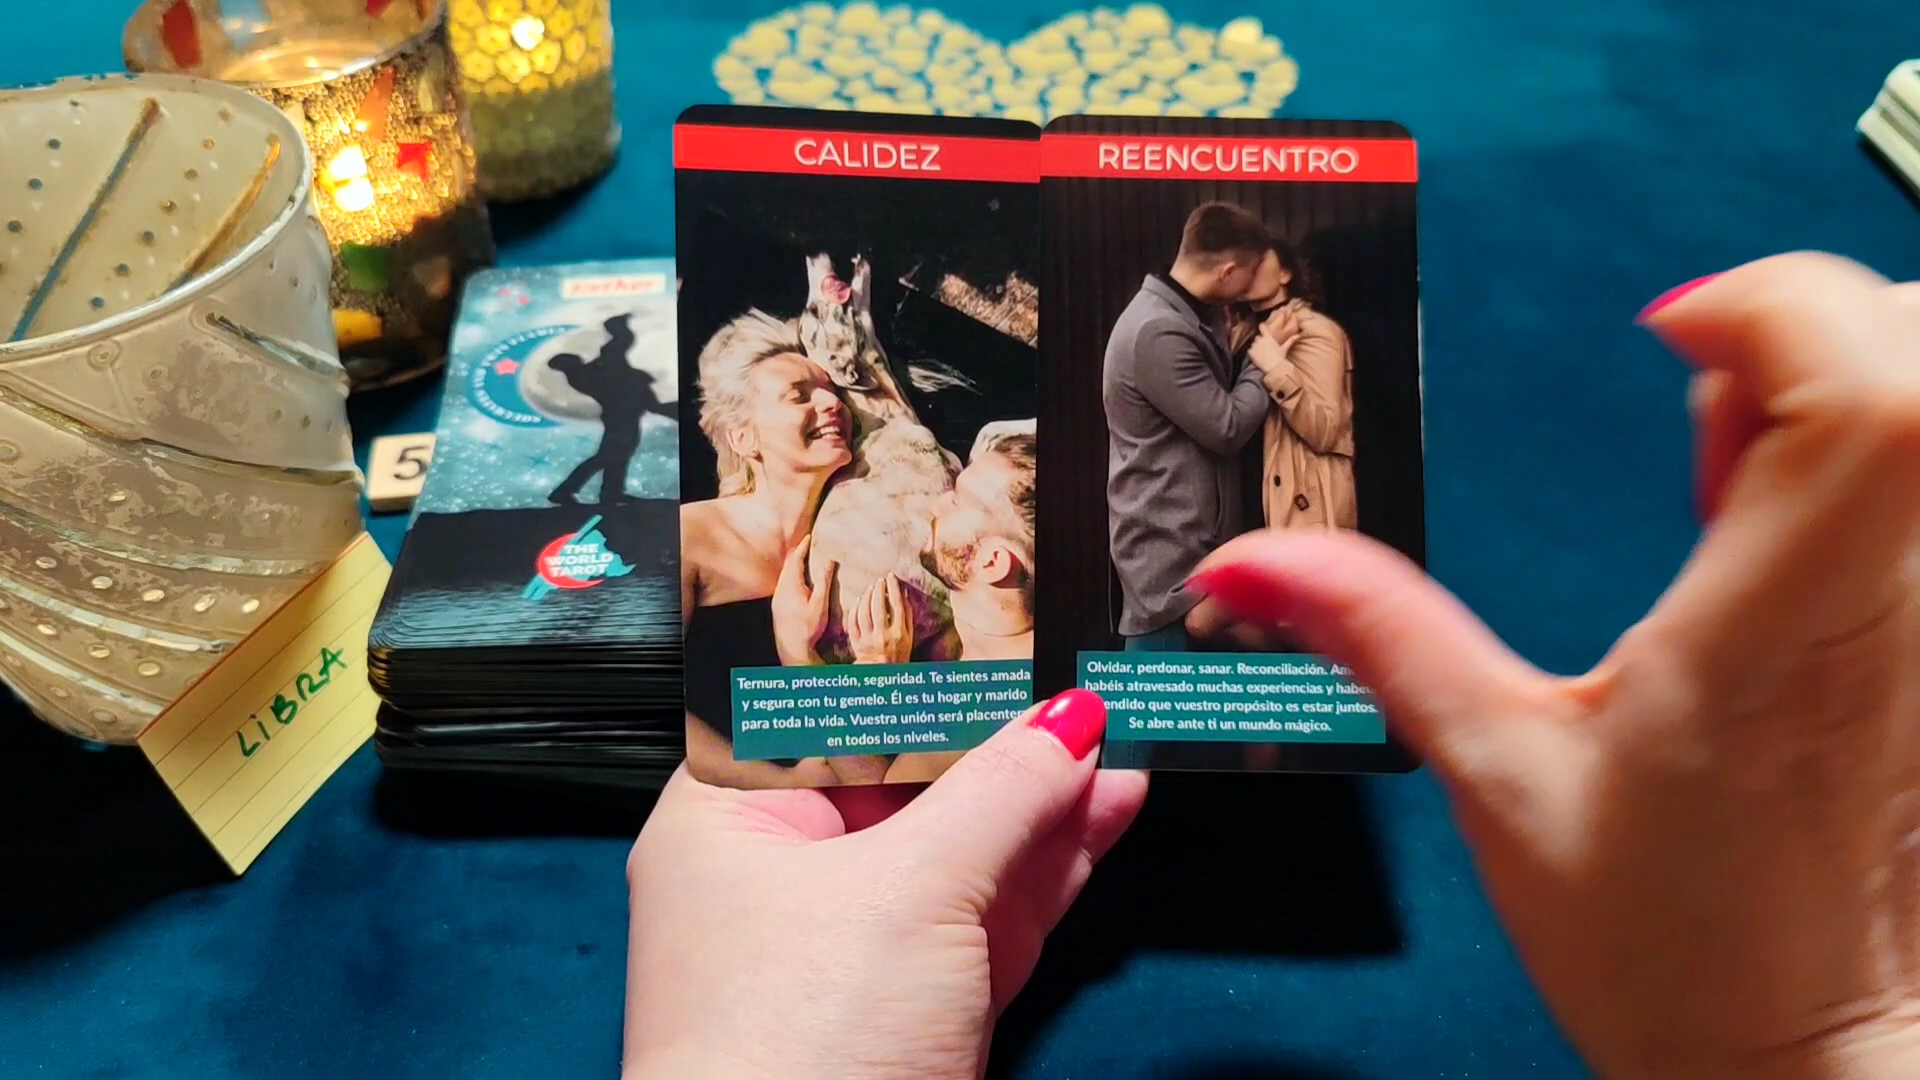 CALIDEZ
REENCUENTRO
Esther
5
THE
WORLD
TAROT
LiBRA
Ternura, protección, seguridad. Te sientes amada
y segura con tu gemelo. Él es tu hogar y marido
para toda la vida. Vuestra unión será
en todos los niveles.
Olvidar, perdonar, sanar. Reconciliación.
habéis atravesado muchas experiencias y
que vuestro propósito es estar juntos.
Se abre ante ti un mundo mágico.